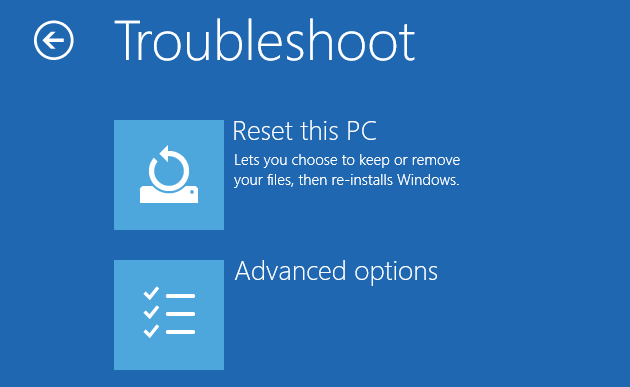 Troubleshoot
Reset this PC
Lets you choose to keep or remove
your files, then re-installs Windows.
Advanced options